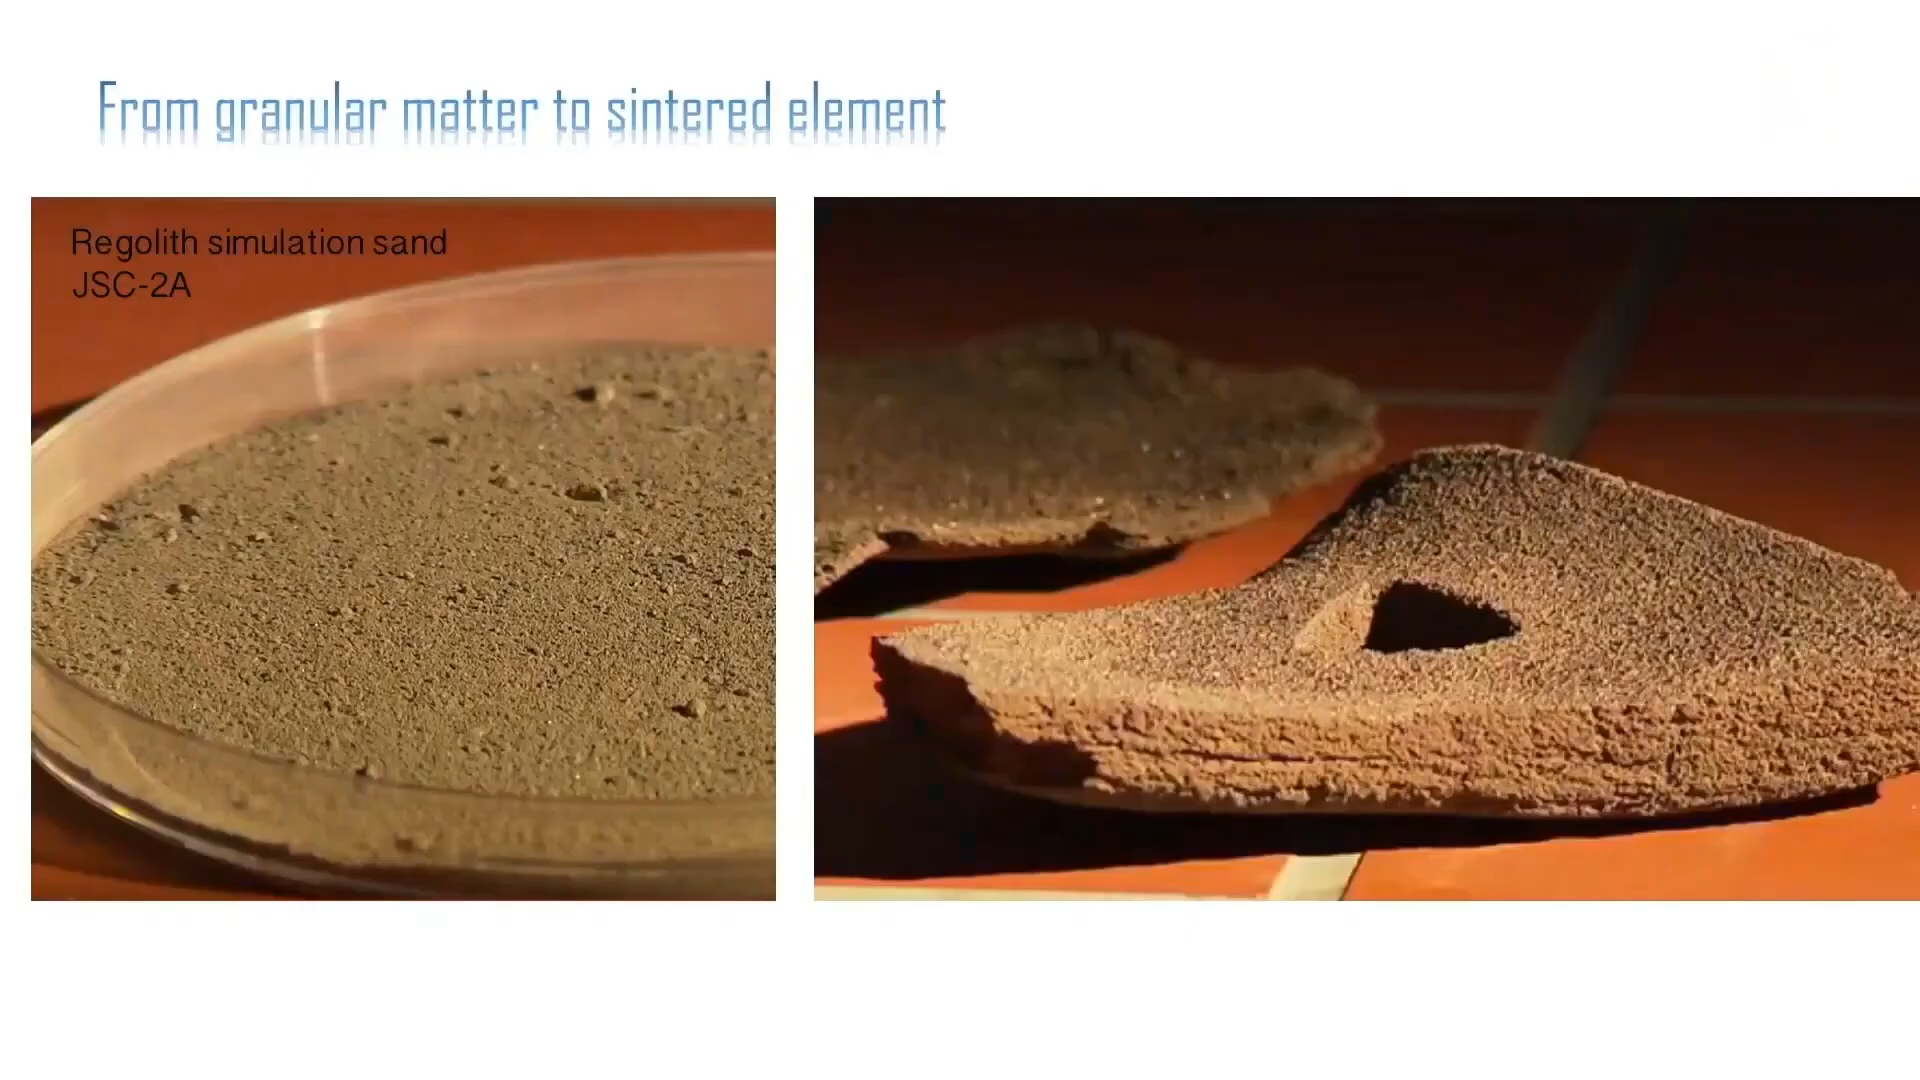 From granular matter to sintered element
Regolith simulation sand
JSC-2A